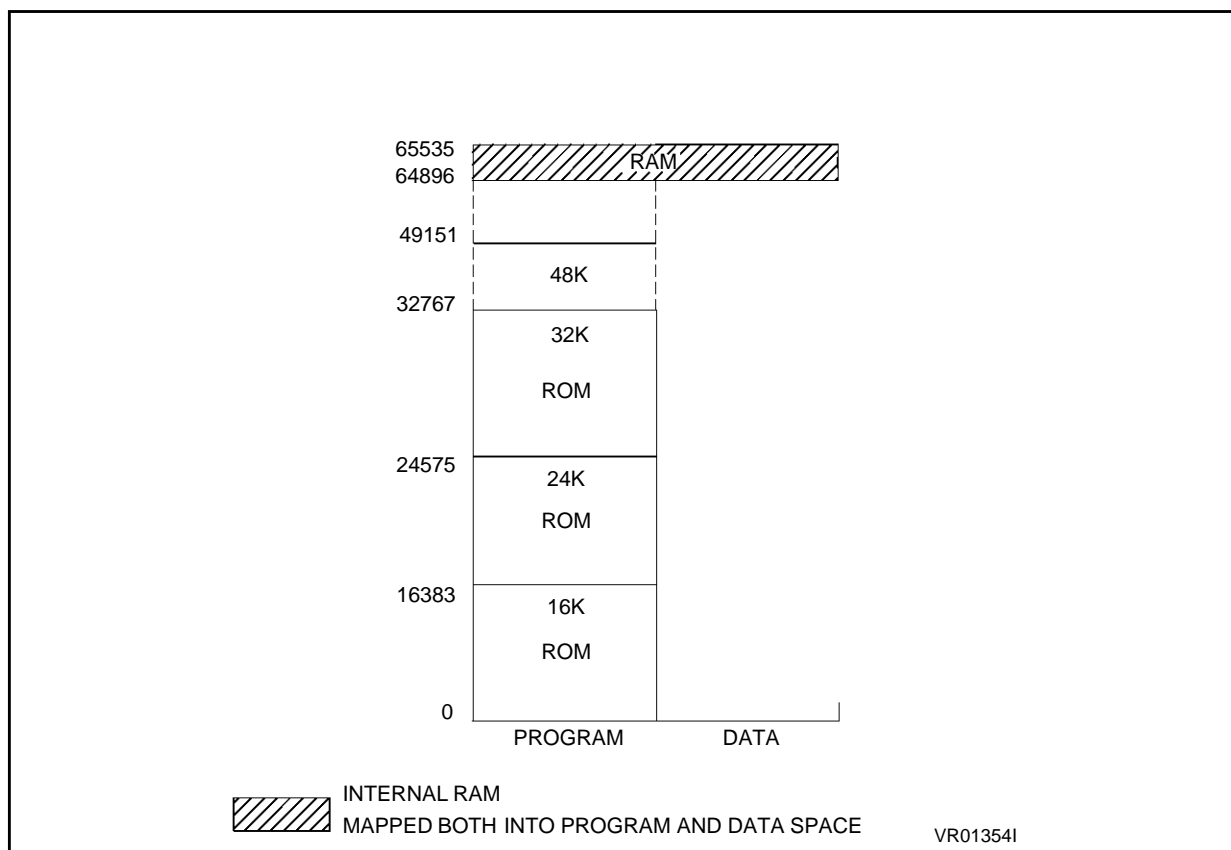 65535
RAM
64896
49151
48K
32767
32K
ROM
24575
24K
ROM
16383
16K
ROM
0
PROGRAM DATA
INTERNAL RAM
MAPPED BOTH INTO PROGRAM AND DATA SPACE
VR01354I